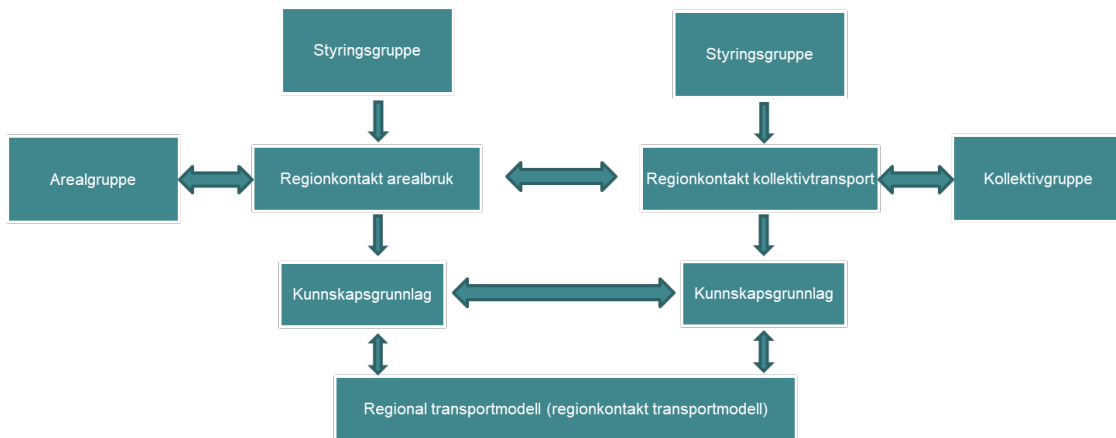 Styringsgruppe
Styringsgruppe
Arealgruppe
Regionkontakt arealbruk
Regionkontakt kollektivtransport
Kollektivgruppe
Kunnskapsgrunnlag
Kunnskapsgrunnlag
Regional transportmodell (regionkontakt transportmodell)